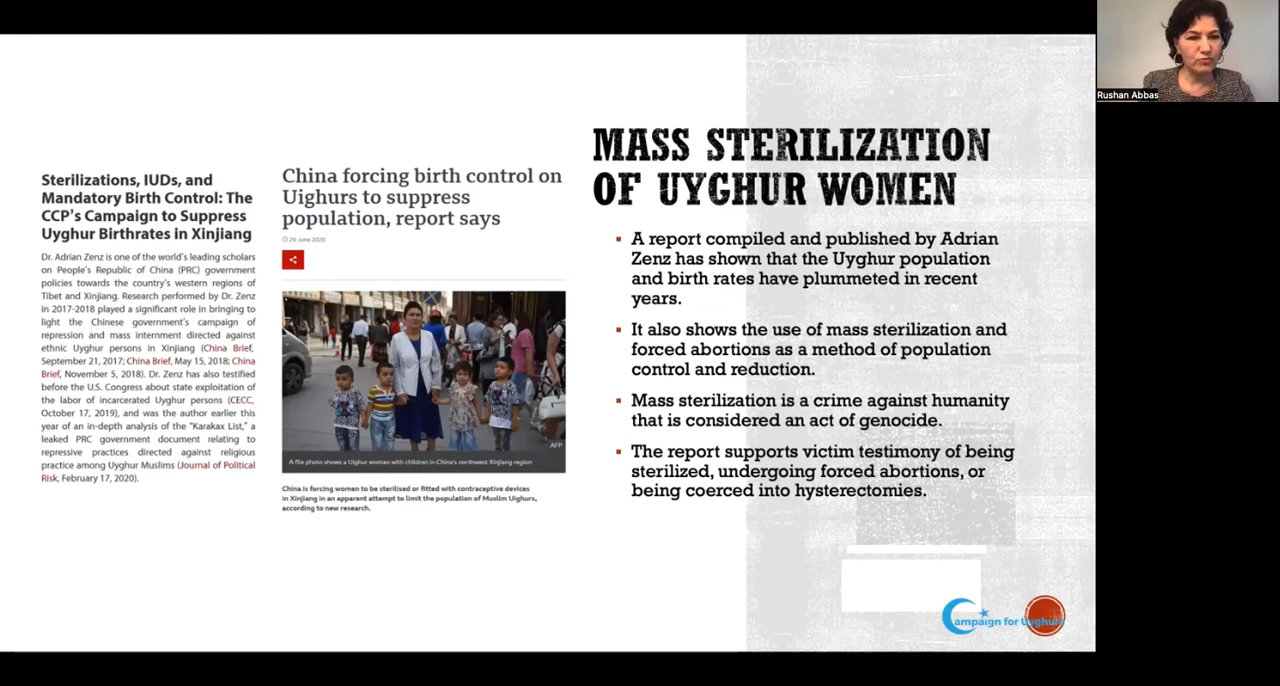 Rushan Abbas
MASS STERILIZATION
OF UYGHUR WOMEN
Sterilizations, IUDs, and
Mandatory Birth Control: The
CCP's Campaign to Suppress
Uyghur Birthrates in Xinjiang
Dr. Adrian Zenz is one of the world's leading scholars
on People's Republic of China (PRC) government
policies towards the country's western regions of
Tibet and Xinjiang. Research performed by Dr. Zenz
in 2017-2018 played a significant role in bringing to
light the Chinese government's campaign of
repression and mass internment directed against
ethnic Uyghur persons in Xinjiang (China Brief,
September 21, 2017; China Brief, May 15, 2018; China
Brief, November 5, 2018). Dr. Zenz has also testified
before the U.S. Congress about state exploitation of
the labor of incarcerated Uyghur persons (CECC,
October 17, 2019), and was the author earlier this
year of an in-depth analysis of the "Karakax List," a
leaked PRC government document relating to
repressive practices directed against religious
practice among Uyghur Muslims (Journal of Political
Risk, February 17, 2020).
China forcing birth control on
Uighurs to suppress
population, report says
29 June 2020
AFP
A file photo shows a Uighur woman with children in China's northwest Xinjiang region
China is forcing women to be sterilised or fitted with contraceptive devices
in Xinjiang in an apparent attempt to limit the population of Muslim Uighurs,
according to new research.
▪ A report compiled and published by Adrian
Zenz has shown that the Uyghur population
and birth rates have plummeted in recent
years.
▪ It also shows the use of mass sterilization and
forced abortions as a method of population
control and reduction.
▪ Mass sterilization is a crime against humanity
that is considered an act of genocide.
▪ The report supports victim testimony of being
sterilized, undergoing forced abortions, or
being coerced into hysterectomies.
Campaign for Uyghurs